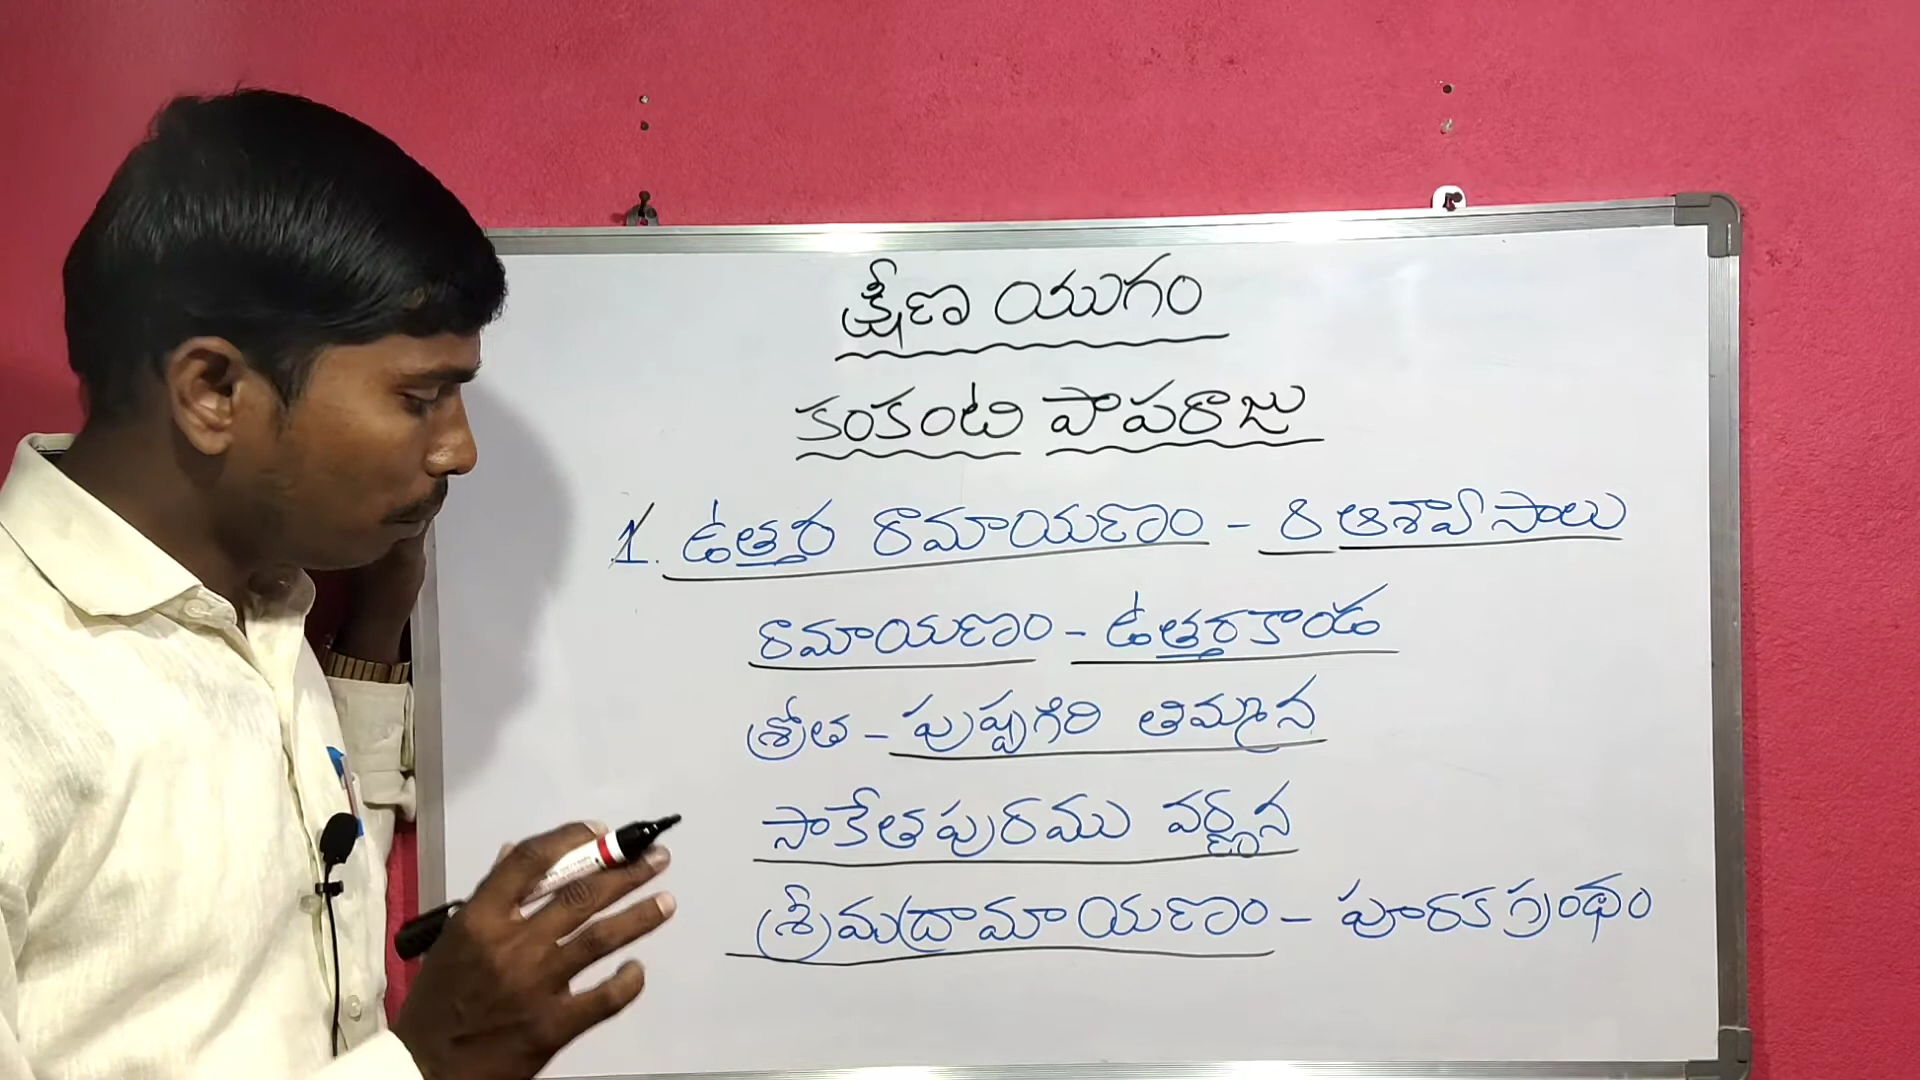 క్షీణ యుగం
కంకంటి పాపరాజు
1. ఉత్తర రామాయణం - 8 ఆశ్వాసాలు
రామాయణం - ఉత్తరకాండ
శ్రోత - పుష్పగిరి తిమ్మన
సాకేతపురము వర్ణన
శ్రీమద్రామాయణం - పూరక గ్రంథం